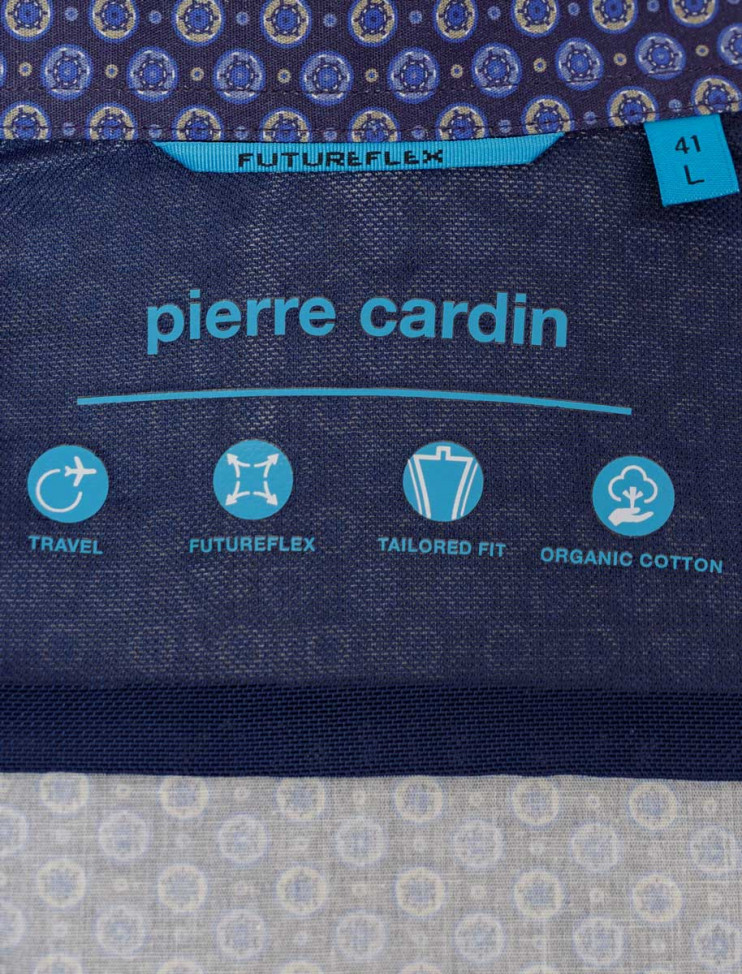 FUTUREFLEX
41
L
pierre cardin
TRAVEL
FUTUREFLEX
TAILORED FIT
ORGANIC COTTON